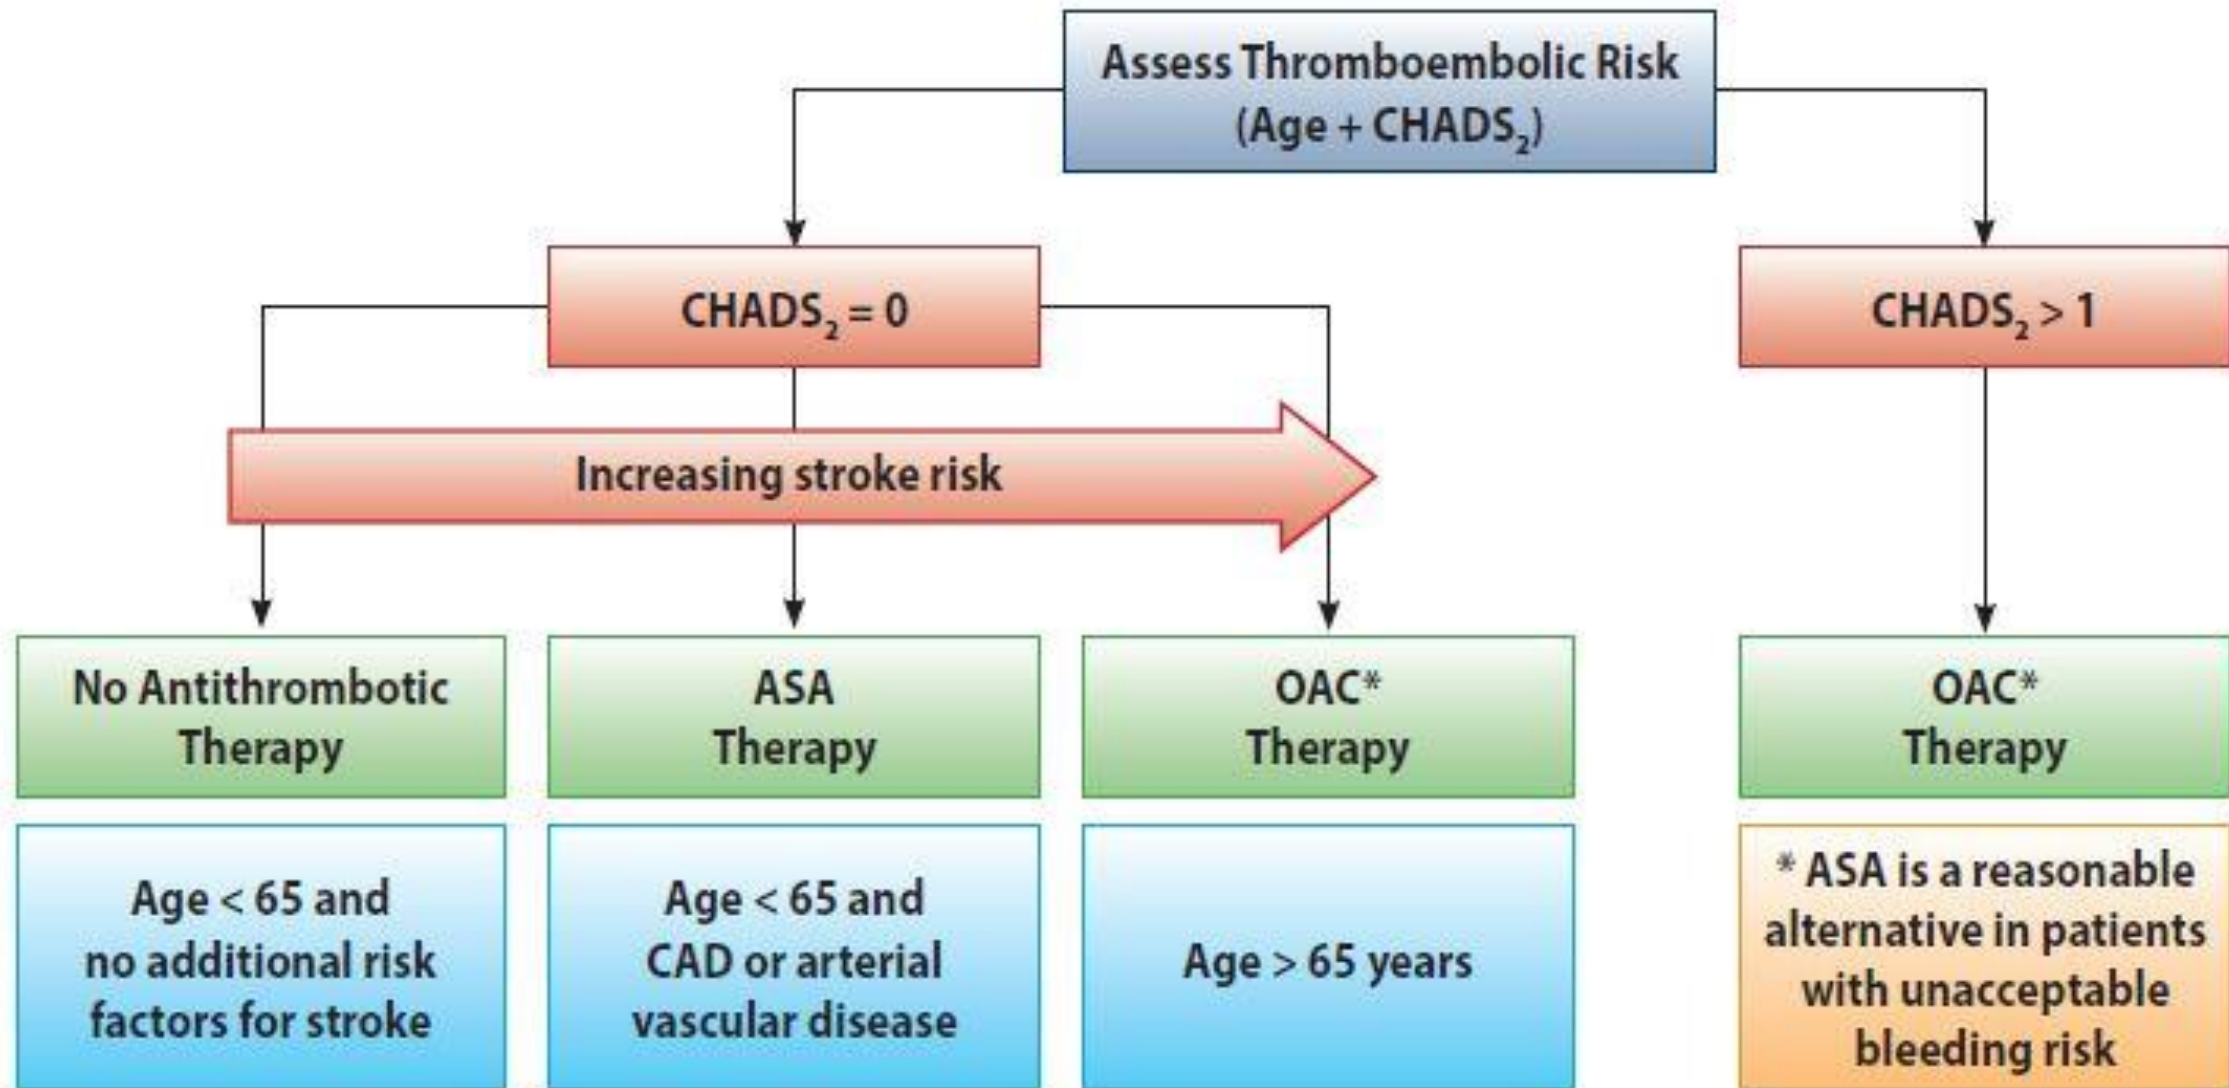 Assess Thromboembolic Risk
(Age + CHADS₂)
CHADS₂ = 0
CHADS₂ > 1
Increasing stroke risk
No Antithrombotic
Therapy
ASA
Therapy
OAC*
Therapy
OAC*
Therapy
Age < 65 and
no additional risk
factors for stroke
Age < 65 and
CAD or arterial
vascular disease
Age > 65 years
* ASA is a reasonable
alternative in patients
with unacceptable
bleeding risk